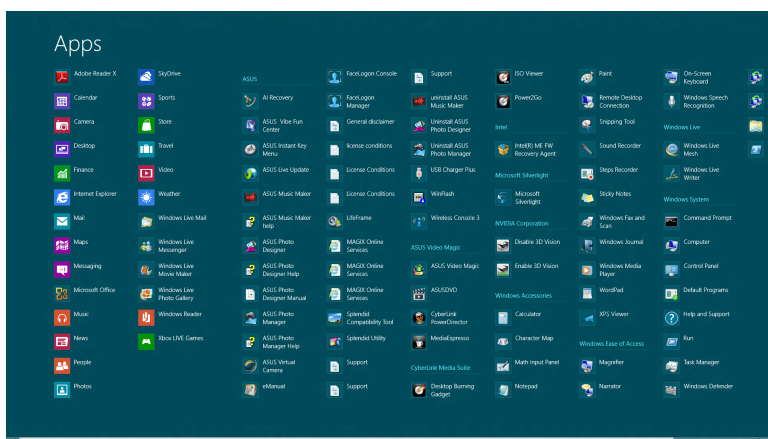 Apps
Adobe Reader X
Calendar
Camera
Desktop
Finance
Internet Explorer
Mail
Maps
Messaging
Microsoft Office
Music
News
People
Photos
SkyDrive
Sports
Store
Travel
Video
Weather
Windows Live Mail
Windows Live
Messenger
Windows Live
Movie Maker
Windows Live
Photo Gallery
Windows Reader
Xbox LIVE Games
ASUS
AI Recovery
ASUS Vibe Fun
Center
ASUS Instant Key
Menu
ASUS Live Update
ASUS Music Maker
ASUS Music Maker
help
ASUS Photo
Designer
ASUS Photo
Designer Help
ASUS Photo
Designer Manual
ASUS Photo
Manager
ASUS Photo
Manager Help
ASUS Virtual
Camera
eManual
FaceLogon Console
FaceLogon
Manager
General disclaimer
license conditions
License Conditions
License Conditions
LifeFrame
MAGIX Online
Services
MAGIX Online
Services
MAGIX Online
Services
Splendid
Compatibility Tool
Splendid Utility
Support
Support
Support
uninstall ASUS
Music Maker
Uninstall ASUS
Photo Designer
Uninstall ASUS
Photo Manager
USB Charger Plus
WinFlash
Wireless Console 3
ASUS Video Magic
ASUS Video Magic
ASUSDVD
CyberLink
PowerDirector
MediaEspresso
CyberLink Media Suite
Desktop Burning
Gadget
ISO Viewer
Power2Go
Intel
Intel(R) ME FW
Recovery Agent
Microsoft Silverlight
Microsoft
Silverlight
NVIDIA Corporation
Disable 3D Vision
Enable 3D Vision
Windows Accessories
Calculator
Character Map
Math Input Panel
Notepad
Paint
Remote Desktop
Connection
Snipping Tool
Sound Recorder
Steps Recorder
Sticky Notes
Windows Fax and
Scan
Windows Journal
Windows Media
Player
WordPad
XPS Viewer
Windows Ease of Access
Magnifier
Narrator
On-Screen
Keyboard
Windows Speech
Recognition
Windows Live
Windows Live
Mesh
Windows Live
Writer
Windows System
Command Prompt
Computer
Control Panel
Default Programs
Help and Support
Run
Task Manager
Windows Defender